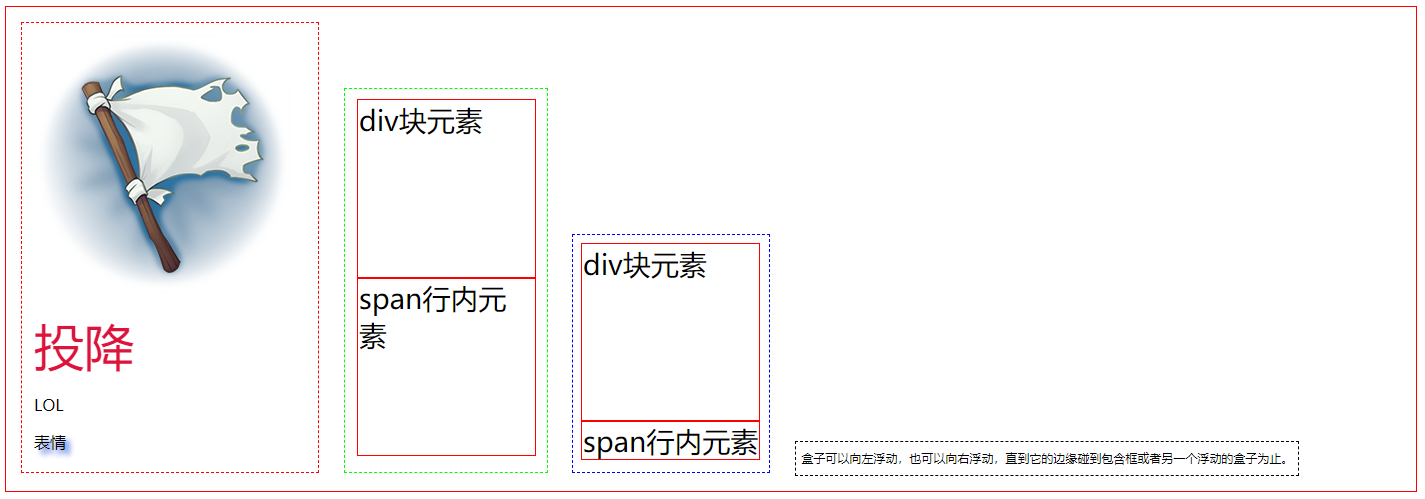 投降
LOL
表情
div块元素
span行内元
素
div块元素
span行内元素
盒子可以向左浮动，也可以向右浮动，直到它的边缘碰到包含框或者另一个浮动的盒子为止。